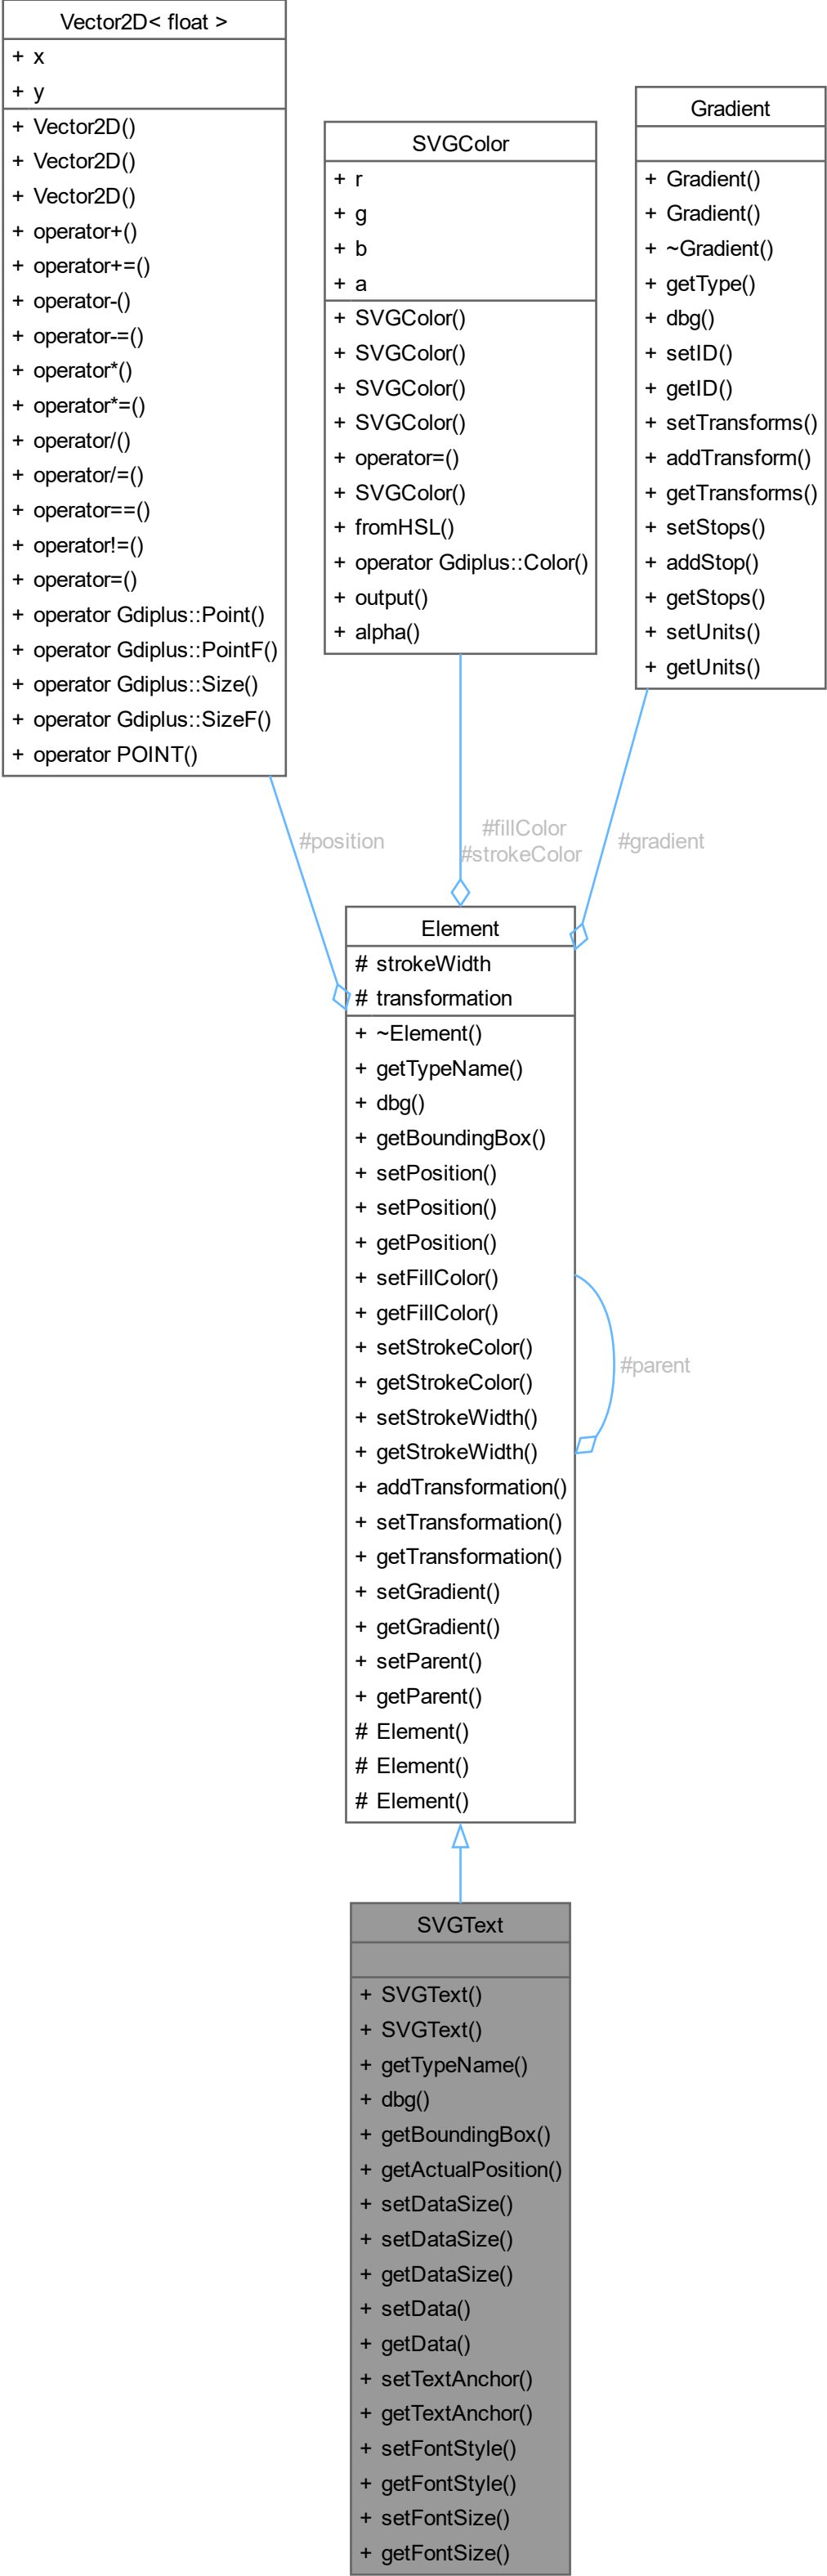 Vector2D< float >
+ x
+ y
+ Vector2D()
+ Vector2D()
+ Vector2D()
+ operator+()
+ operator+=()
+ operator-()
+ operator-=()
+ operator*()
+ operator*=()
+ operator/()
+ operator/=()
+ operator==()
+ operator!=()
+ operator=()
+ operator Gdiplus::Point()
+ operator Gdiplus::PointF()
+ operator Gdiplus::Size()
+ operator Gdiplus::SizeF()
+ operator POINT()
SVGColor
+ r
+ g
+ b
+ a
+ SVGColor()
+ SVGColor()
+ SVGColor()
+ SVGColor()
+ operator=()
+ SVGColor()
+ fromHSL()
+ operator Gdiplus::Color()
+ output()
+ alpha()
Gradient
+ Gradient()
+ Gradient()
+ ~Gradient()
+ getType()
+ dbg()
+ setID()
+ getID()
+ setTransforms()
+ addTransform()
+ getTransforms()
+ setStops()
+ addStop()
+ getStops()
+ setUnits()
+ getUnits()
#position
#fillColor
#strokeColor
#gradient
Element
# strokeWidth
# transformation
+ ~Element()
+ getTypeName()
+ dbg()
+ getBoundingBox()
+ setPosition()
+ setPosition()
+ getPosition()
+ setFillColor()
+ getFillColor()
+ setStrokeColor()
+ getStrokeColor()
+ setStrokeWidth()
+ getStrokeWidth()
+ addTransformation()
+ setTransformation()
+ getTransformation()
+ setGradient()
+ getGradient()
+ setParent()
+ getParent()
# Element()
# Element()
# Element()
#parent
SVGText
+ SVGText()
+ SVGText()
+ getTypeName()
+ dbg()
+ getBoundingBox()
+ getActualPosition()
+ setDataSize()
+ setDataSize()
+ getDataSize()
+ setData()
+ getData()
+ setTextAnchor()
+ getTextAnchor()
+ setFontStyle()
+ getFontStyle()
+ setFontSize()
+ getFontSize()